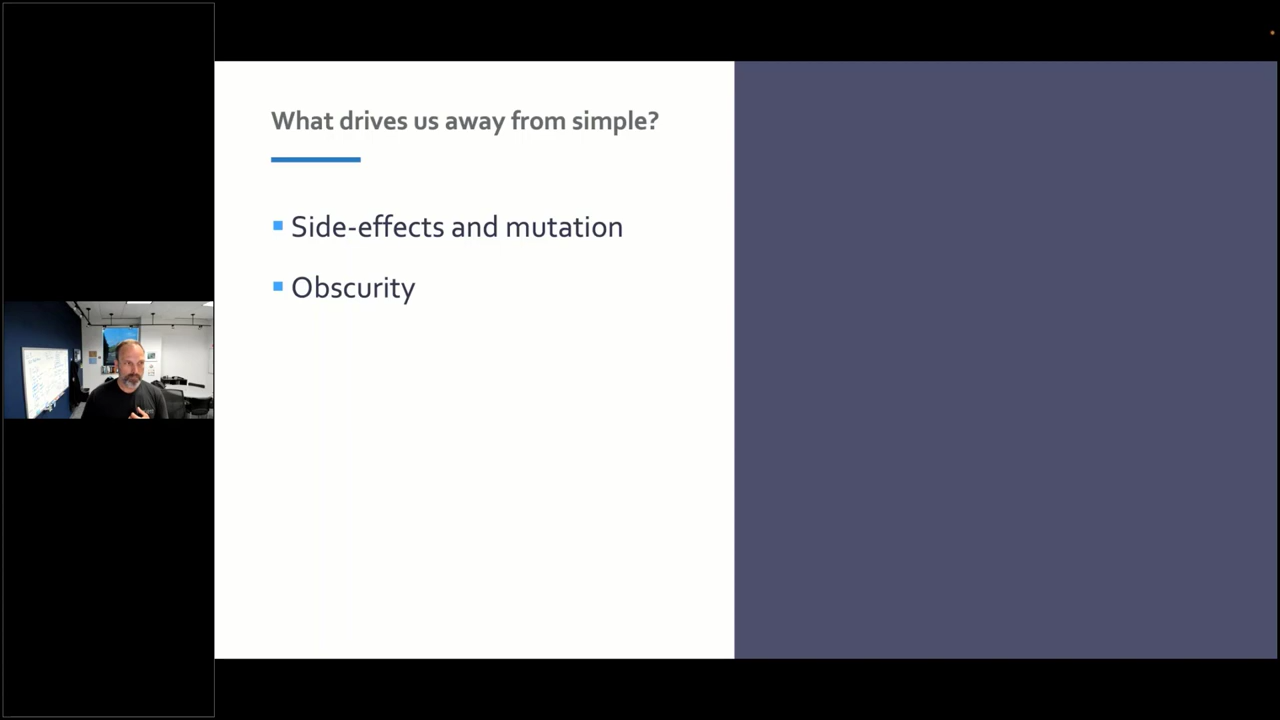 What drives us away from simple?
Side-effects and mutation
Obscurity